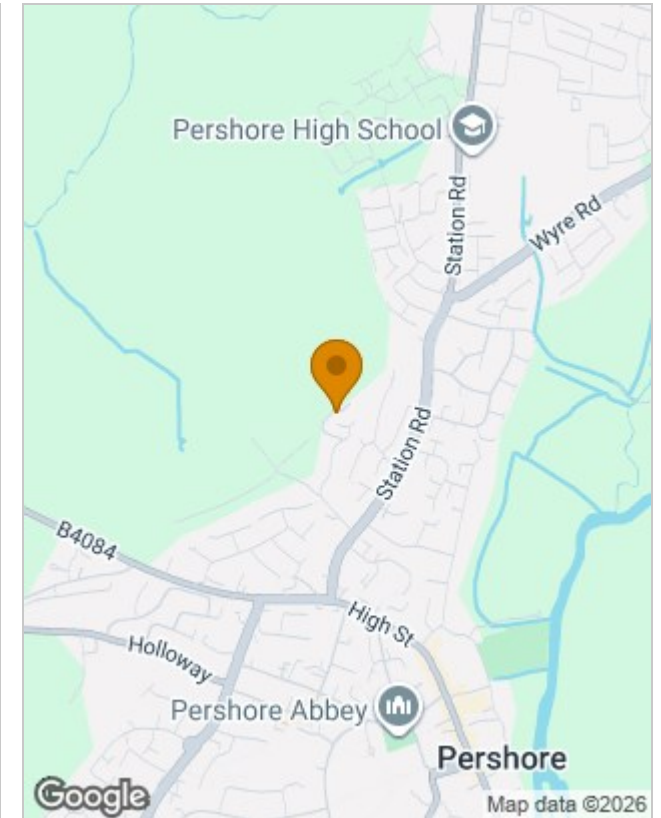 Pershore High School
Station Rd
Wyre Rd
Station Rd
B4084
High St
Holloway
Pershore Abbey
Pershore
Google
Map data ©2026